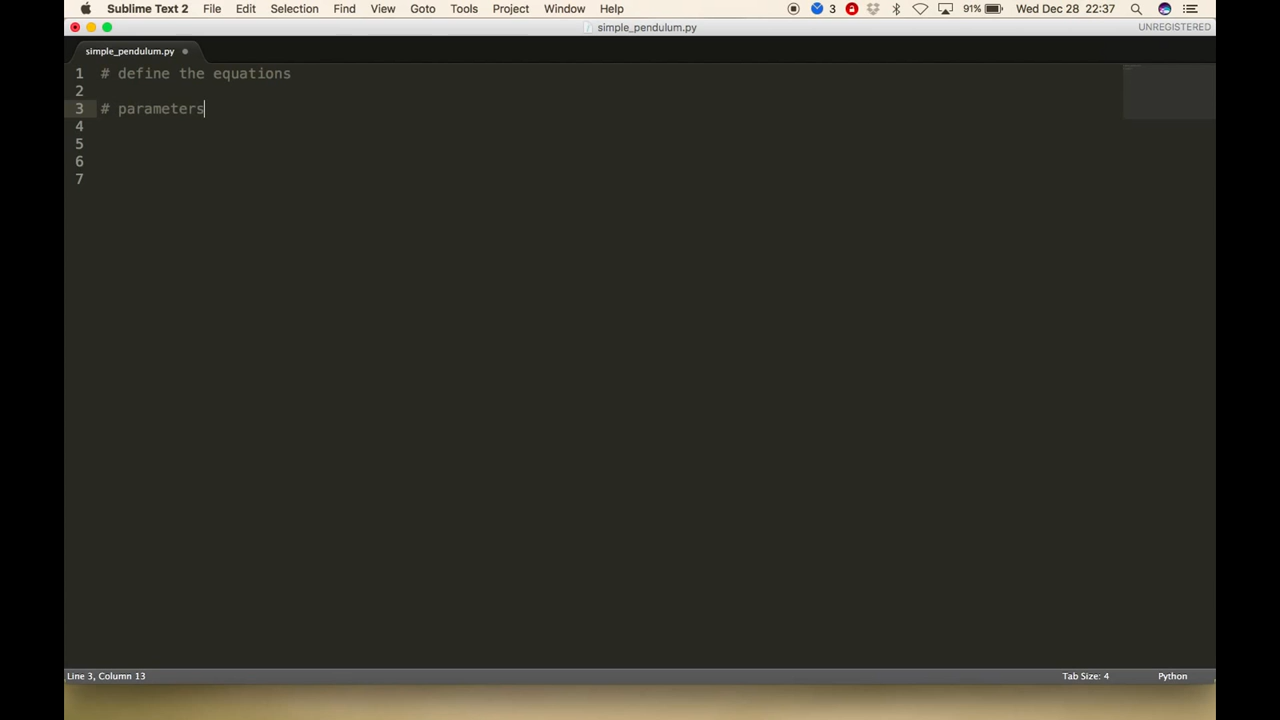 Sublime Text 2 File Edit Selection Find View Goto Tools Project Window Help 3 91% Wed Dec 28 22:37
simple_pendulum.py UNREGISTERED
simple_pendulum.py
1 # define the equations
2
3 # parameters
4
5
6
7
Line 3, Column 13 Tab Size: 4 Python